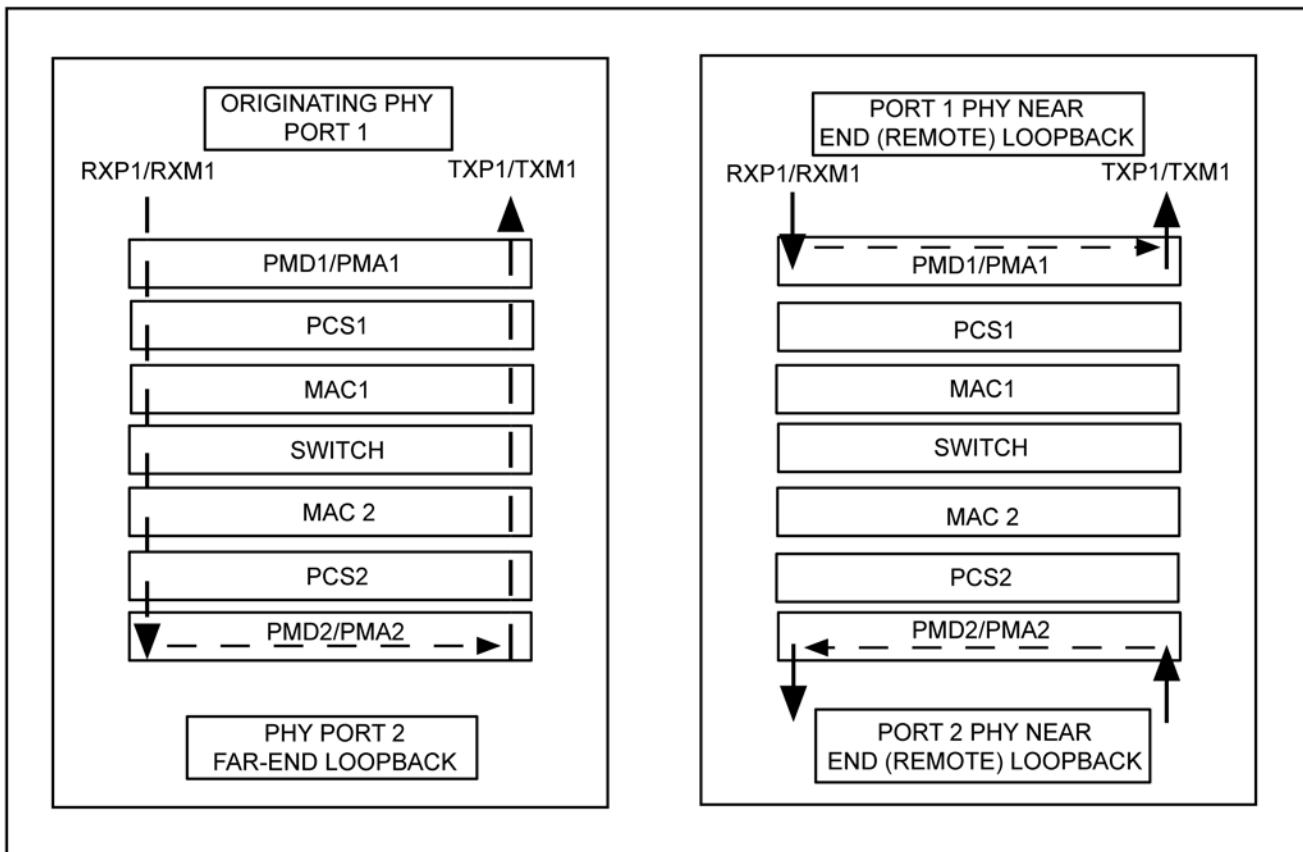 ORIGINATING PHY
PORT 1
RXP1/RXM1
TXP1/TXM1
PMD1/PMA1
PCS1
MAC1
SWITCH
MAC 2
PCS2
PMD2/PMA2
PHY PORT 2
FAR-END LOOPBACK
PORT 1 PHY NEAR
END (REMOTE) LOOPBACK
RXP1/RXM1
TXP1/TXM1
PMD1/PMA1
PCS1
MAC1
SWITCH
MAC 2
PCS2
PMD2/PMA2
PORT 2 PHY NEAR
END (REMOTE) LOOPBACK